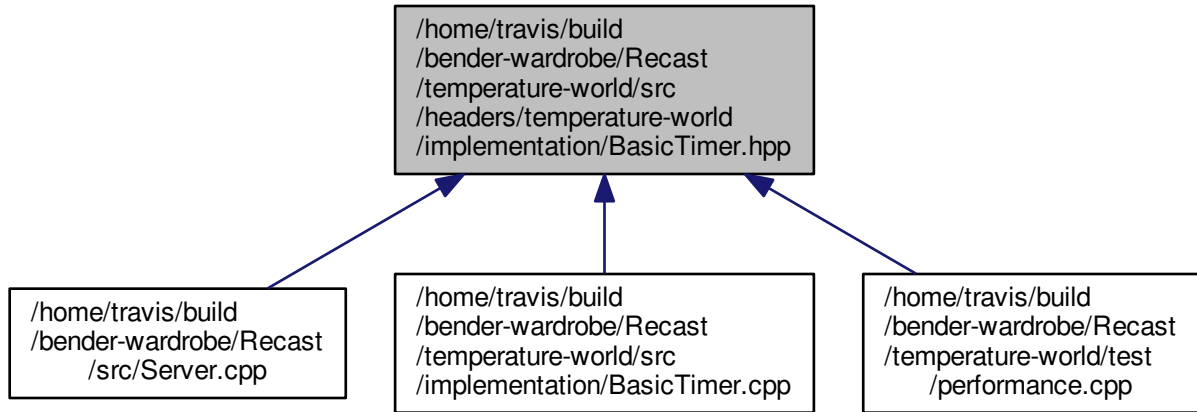 /home/travis/build
/bender-wardrobe/Recast
/temperature-world/src
/headers/temperature-world
/implementation/BasicTimer.hpp
/home/travis/build
/bender-wardrobe/Recast
/src/Server.cpp
/home/travis/build
/bender-wardrobe/Recast
/temperature-world/src
/implementation/BasicTimer.cpp
/home/travis/build
/bender-wardrobe/Recast
/temperature-world/test
/performance.cpp